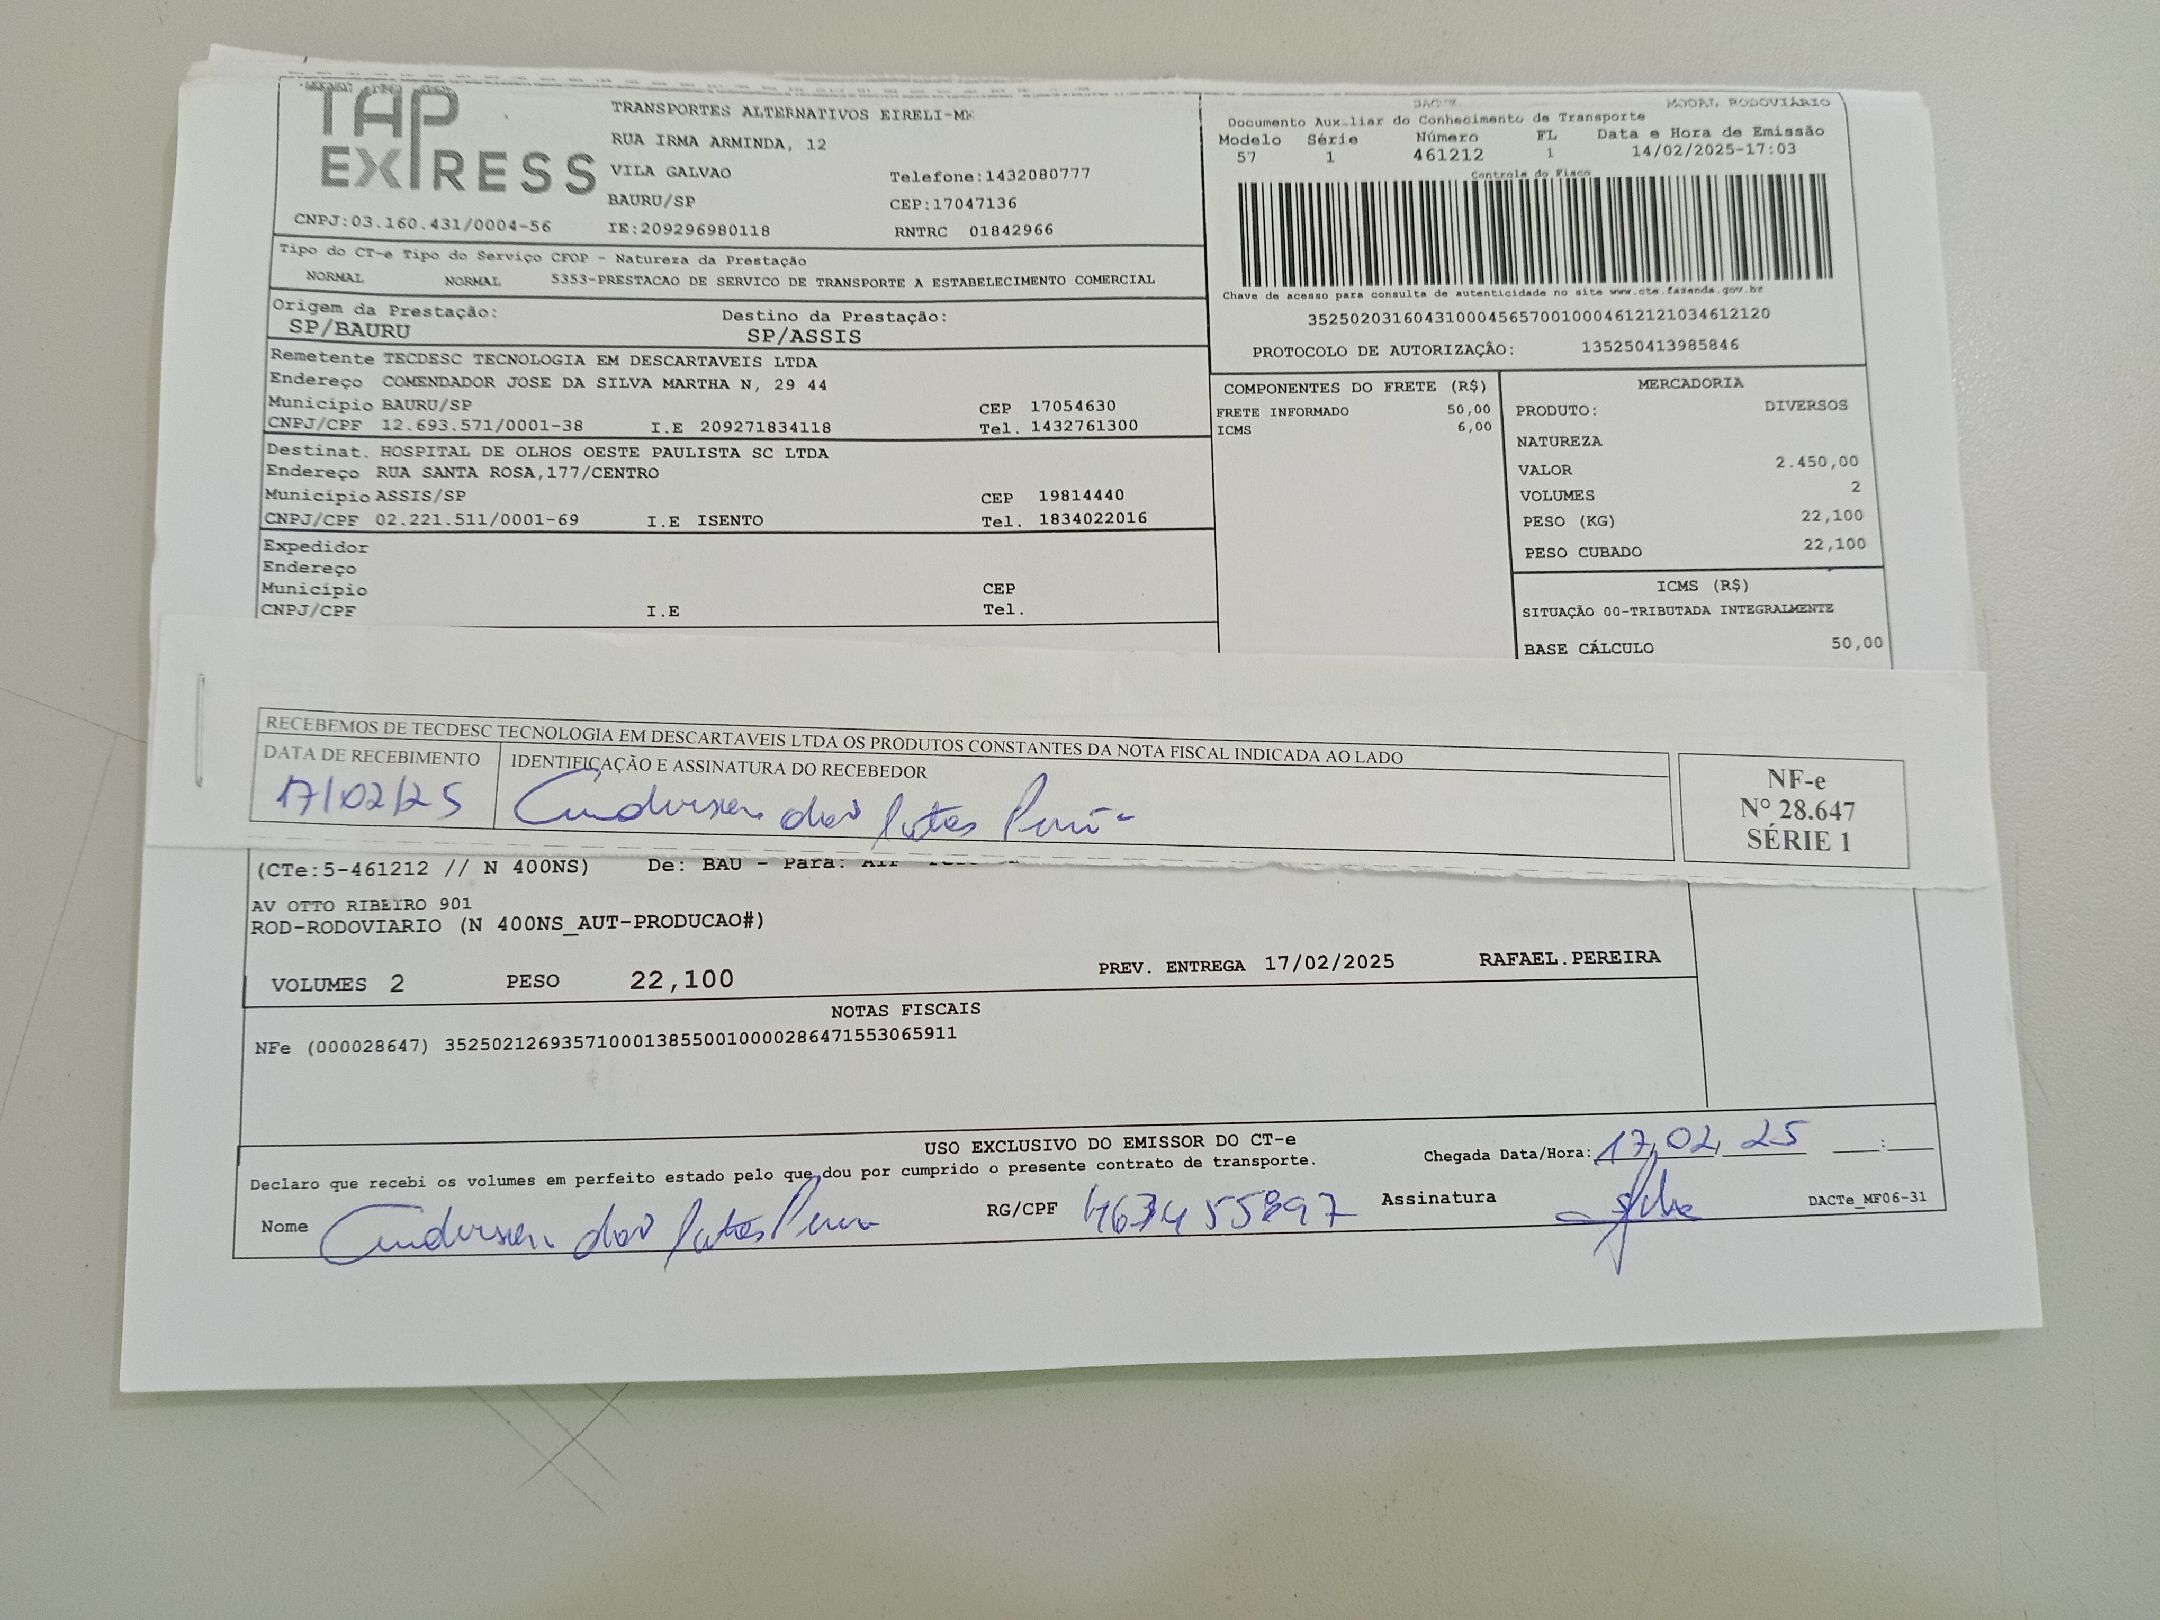 TAP
EXPRESS
CNPJ:03.160.431/0004-56
TRANSPORTES ALTERNATIVOS EIRELI-ME
RUA IRMA ARMINDA, 12
VILA GALVAO Telefone:1432080777
BAURU/SP CEP:17047136
IE:209296980118 RNTRC 01842966
MODAL RODOVIÁRIO
Documento Auxiliar do Conhecimento de Transporte
Modelo Série Número FL Data e Hora de Emissão
57 1 461212 1 14/02/2025-17:03
Controle do Fisco
Chave de acesso para consulta de autenticidade no site www.cte.fazenda.gov.br
35250203160431000456570010004612121034612120
PROTOCOLO DE AUTORIZAÇÃO: 135250413985846
Tipo do CT-e Tipo do Serviço CFOP - Natureza da Prestação
NORMAL NORMAL 5353-PRESTACAO DE SERVICO DE TRANSPORTE A ESTABELECIMENTO COMERCIAL
Origem da Prestação: Destino da Prestação:
SP/BAURU SP/ASSIS
Remetente TECDESC TECNOLOGIA EM DESCARTAVEIS LTDA
Endereço COMENDADOR JOSE DA SILVA MARTHA N, 29 44
Município BAURU/SP CEP 17054630
CNPJ/CPF 12.693.571/0001-38 I.E 209271834118 Tel. 1432761300
Destinat. HOSPITAL DE OLHOS OESTE PAULISTA SC LTDA
Endereço RUA SANTA ROSA,177/CENTRO
Município ASSIS/SP CEP 19814440
CNPJ/CPF 02.221.511/0001-69 I.E ISENTO Tel. 1834022016
Expedidor
Endereço
Município CEP
CNPJ/CPF I.E Tel.
COMPONENTES DO FRETE (R$)
FRETE INFORMADO 50,00
ICMS 6,00
MERCADORIA
PRODUTO: DIVERSOS
NATUREZA
VALOR 2.450,00
VOLUMES 2
PESO (KG) 22,100
PESO CUBADO 22,100
ICMS (R$)
SITUAÇÃO 00-TRIBUTADA INTEGRALMENTE
BASE CÁLCULO 50,00
RECEBEMOS DE TECDESC TECNOLOGIA EM DESCARTAVEIS LTDA OS PRODUTOS CONSTANTES DA NOTA FISCAL INDICADA AO LADO
DATA DE RECEBIMENTO IDENTIFICAÇÃO E ASSINATURA DO RECEBEDOR
17/02/25
NF-e
N° 28.647
SÉRIE 1
(CTe:5-461212 // N 400NS) De: BAU - Para:
AV OTTO RIBEIRO 901
ROD-RODOVIARIO (N 400NS_AUT-PRODUCAO#)
VOLUMES 2 PESO 22,100 PREV. ENTREGA 17/02/2025 RAFAEL.PEREIRA
NOTAS FISCAIS
NFe (000028647) 35250212693571000138550010000286471553065911
USO EXCLUSIVO DO EMISSOR DO CT-e
Declaro que recebi os volumes em perfeito estado pelo que dou por cumprido o presente contrato de transporte.
Chegada Data/Hora: 17,02,25 :
Nome RG/CPF 463455897 Assinatura DACTe_MF06-31